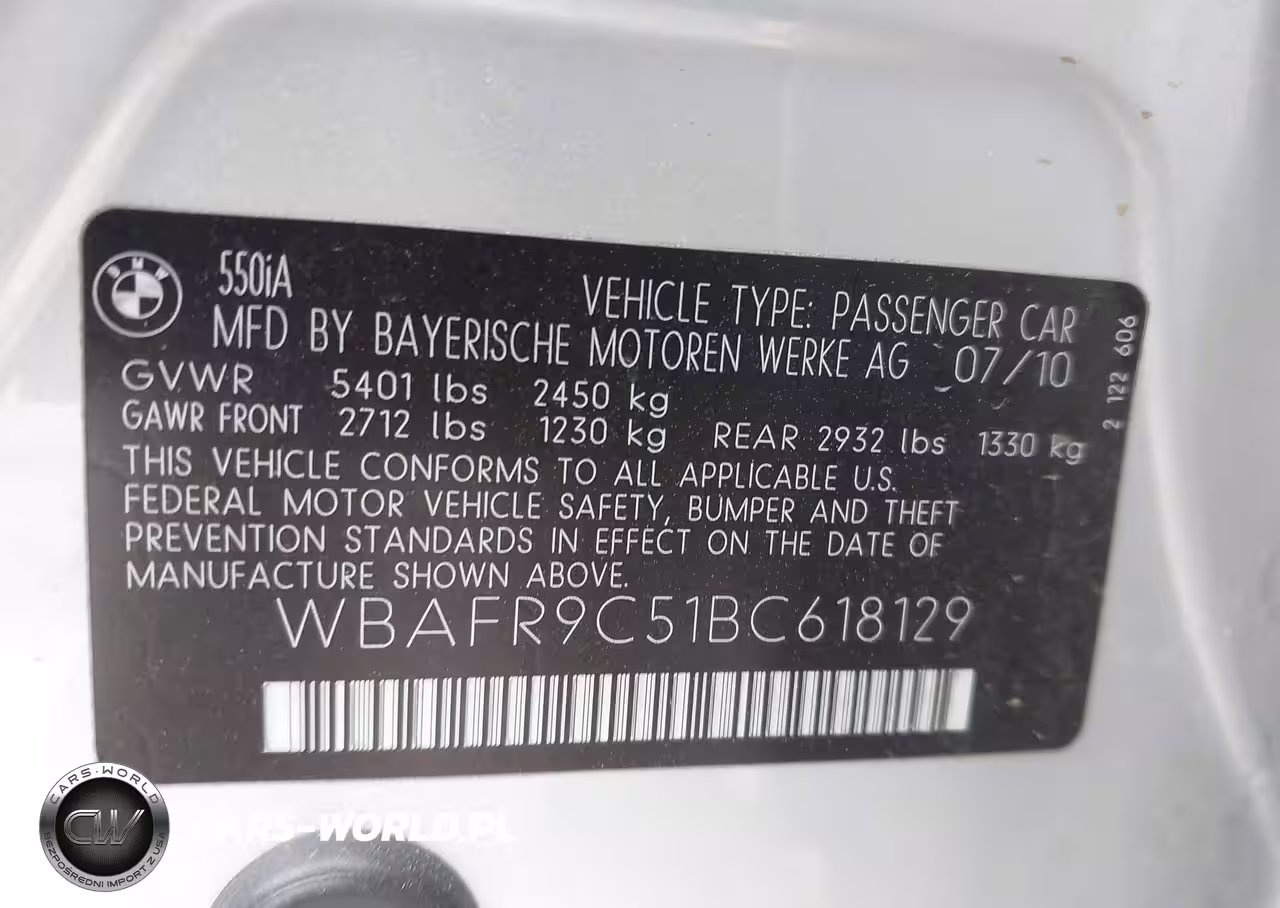 BMW
550iA
VEHICLE TYPE: PASSENGER CAR
MFD BY BAYERISCHE MOTOREN WERKE AG 07/10
GVWR 5401 lbs 2450 kg
GAWR FRONT 2712 lbs 1230 kg REAR 2932 lbs 1330 kg
THIS VEHICLE CONFORMS TO ALL APPLICABLE U.S.
FEDERAL MOTOR VEHICLE SAFETY, BUMPER AND THEFT
PREVENTION STANDARDS IN EFFECT ON THE DATE OF
MANUFACTURE SHOWN ABOVE.
WBAFR9C51BC618129
2 122 606
CARS-WORLD
CW
BEZPOŚREDNI IMPORT Z USA
CARS-WORLD.PL